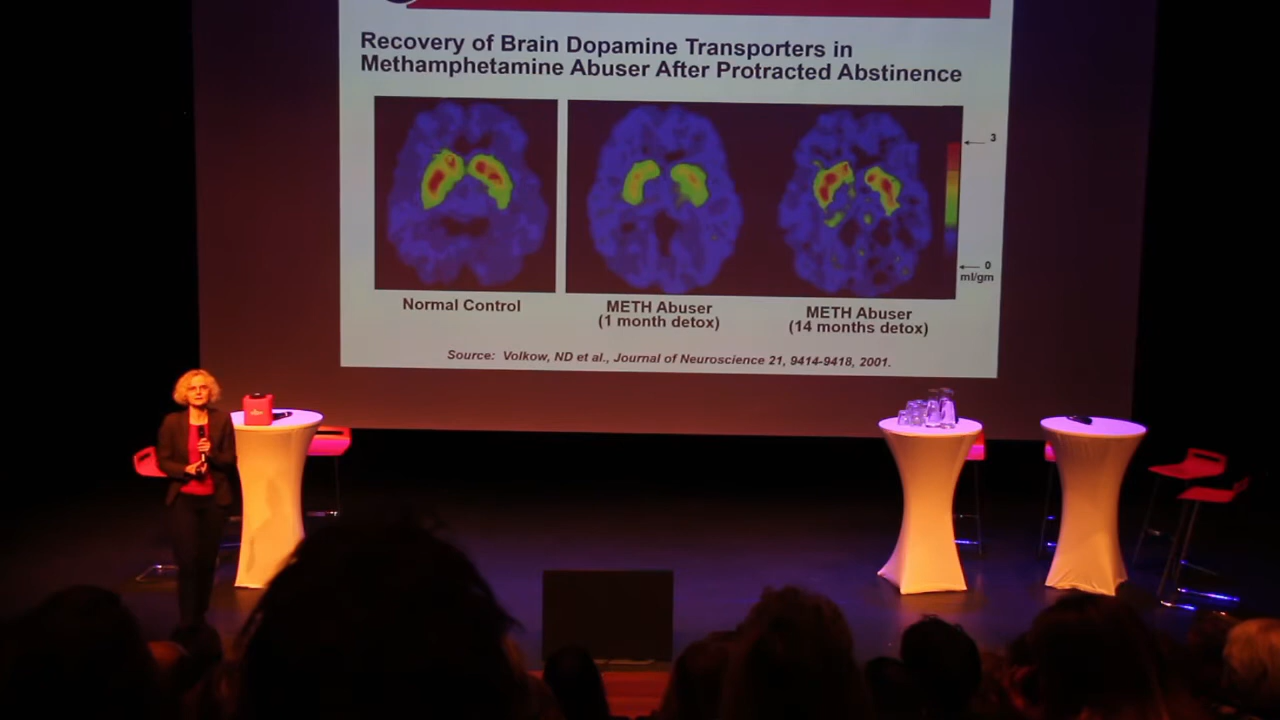 Recovery of Brain Dopamine Transporters in
Methamphetamine Abuser After Protracted Abstinence
3
0
ml/gm
Normal Control
METH Abuser
(1 month detox)
METH Abuser
(14 months detox)
Source: Volkow, ND et al., Journal of Neuroscience 21, 9414-9418, 2001.